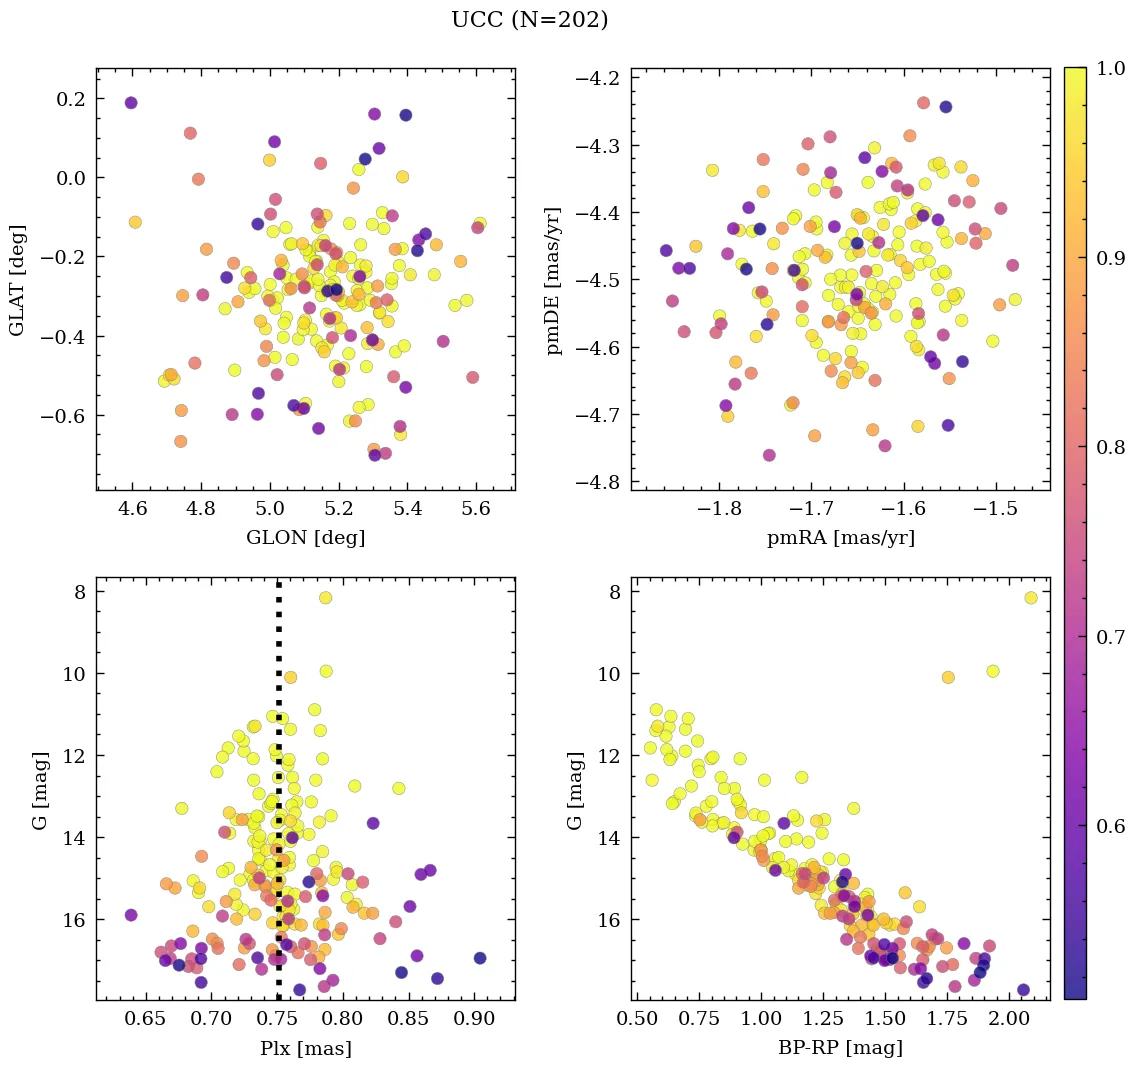 UCC (N=202)
0.2
0.0
−0.2
−0.4
−0.6
GLAT [deg]
4.6 4.8 5.0 5.2 5.4 5.6
GLON [deg]
−4.2
−4.3
−4.4
−4.5
−4.6
−4.7
−4.8
pmDE [mas/yr]
−1.8 −1.7 −1.6 −1.5
pmRA [mas/yr]
8
10
12
14
16
G [mag]
0.65 0.70 0.75 0.80 0.85 0.90
Plx [mas]
8
10
12
14
16
G [mag]
0.50 0.75 1.00 1.25 1.50 1.75 2.00
BP-RP [mag]
1.0
0.9
0.8
0.7
0.6